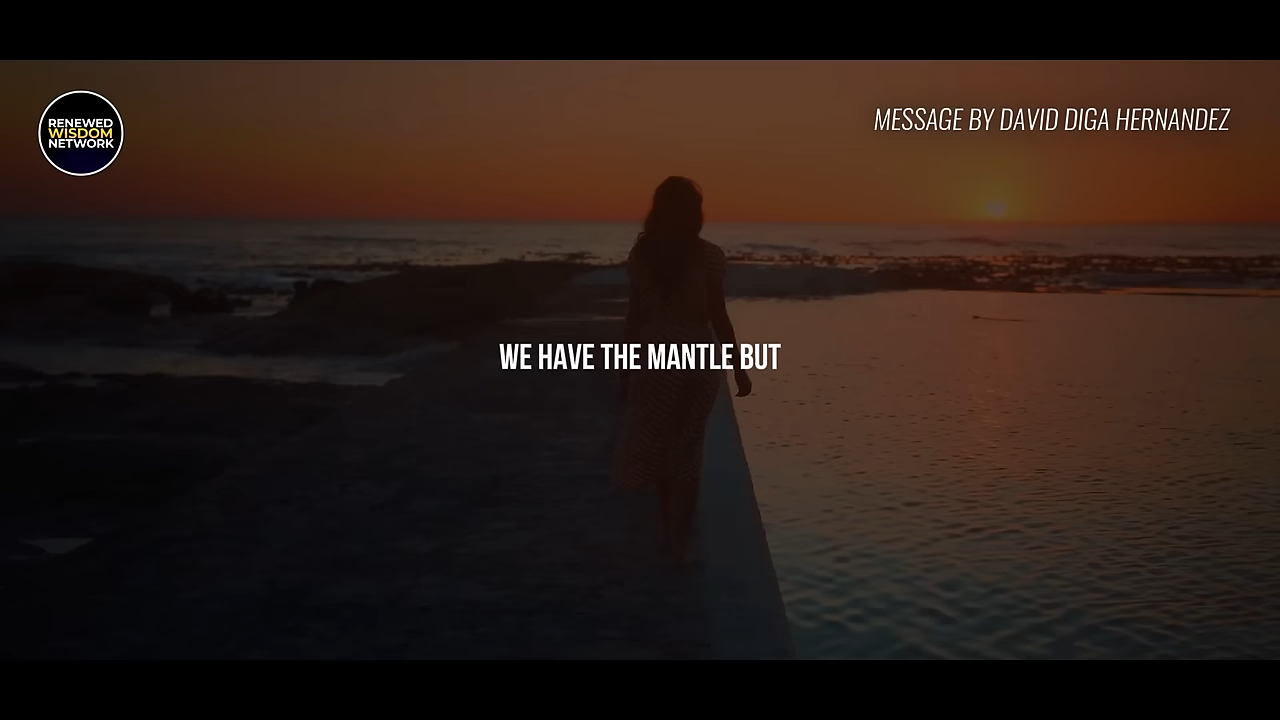 RENEWED
WISDOM
NETWORK
MESSAGE BY DAVID DIGA HERNANDEZ
WE HAVE THE MANTLE BUT